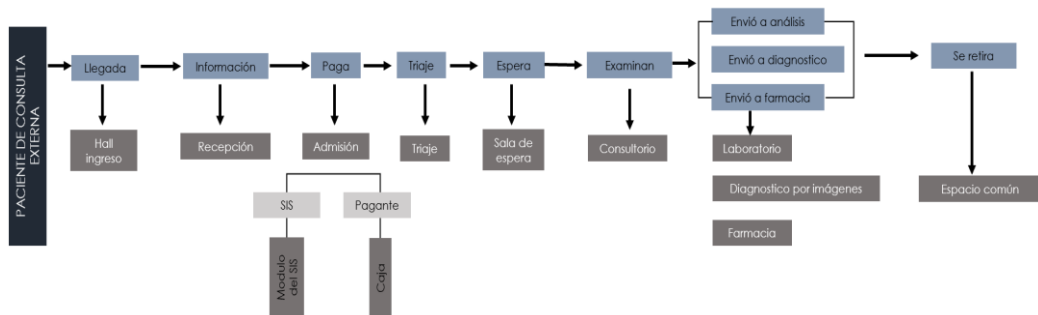 PACIENTE DE CONSULTA
EXTERNA
Llegada
Información
Paga
Triaje
Espera
Examinan
Envió a análisis
Envió a diagnostico
Envió a farmacia
Se retira
Hall
ingreso
Recepción
Admisión
Triaje
Sala de
espera
Consultorio
Laboratorio
Diagnostico por imágenes
Farmacia
Espacio común
SIS
Pagante
Modulo
del SIS
Caja